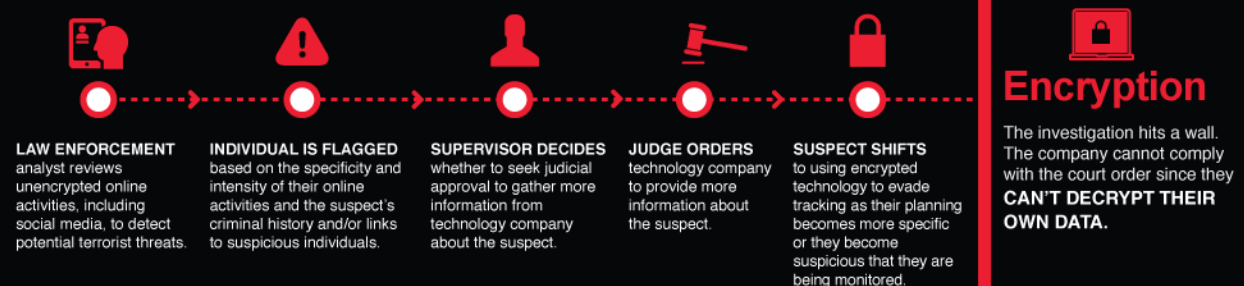 LAW ENFORCEMENT
analyst reviews
unencrypted online
activities, including
social media, to detect
potential terrorist threats.
INDIVIDUAL IS FLAGGED
based on the specificity and
intensity of their online
activities and the suspect's
criminal history and/or links
to suspicious individuals.
SUPERVISOR DECIDES
whether to seek judicial
approval to gather more
information from
technology company
about the suspect.
JUDGE ORDERS
technology company
to provide more
information about
the suspect.
SUSPECT SHIFTS
to using encrypted
technology to evade
tracking as their planning
becomes more specific
or they become
suspicious that they are
being monitored.
Encryption
The investigation hits a wall.
The company cannot comply
with the court order since they
CAN'T DECRYPT THEIR
OWN DATA.